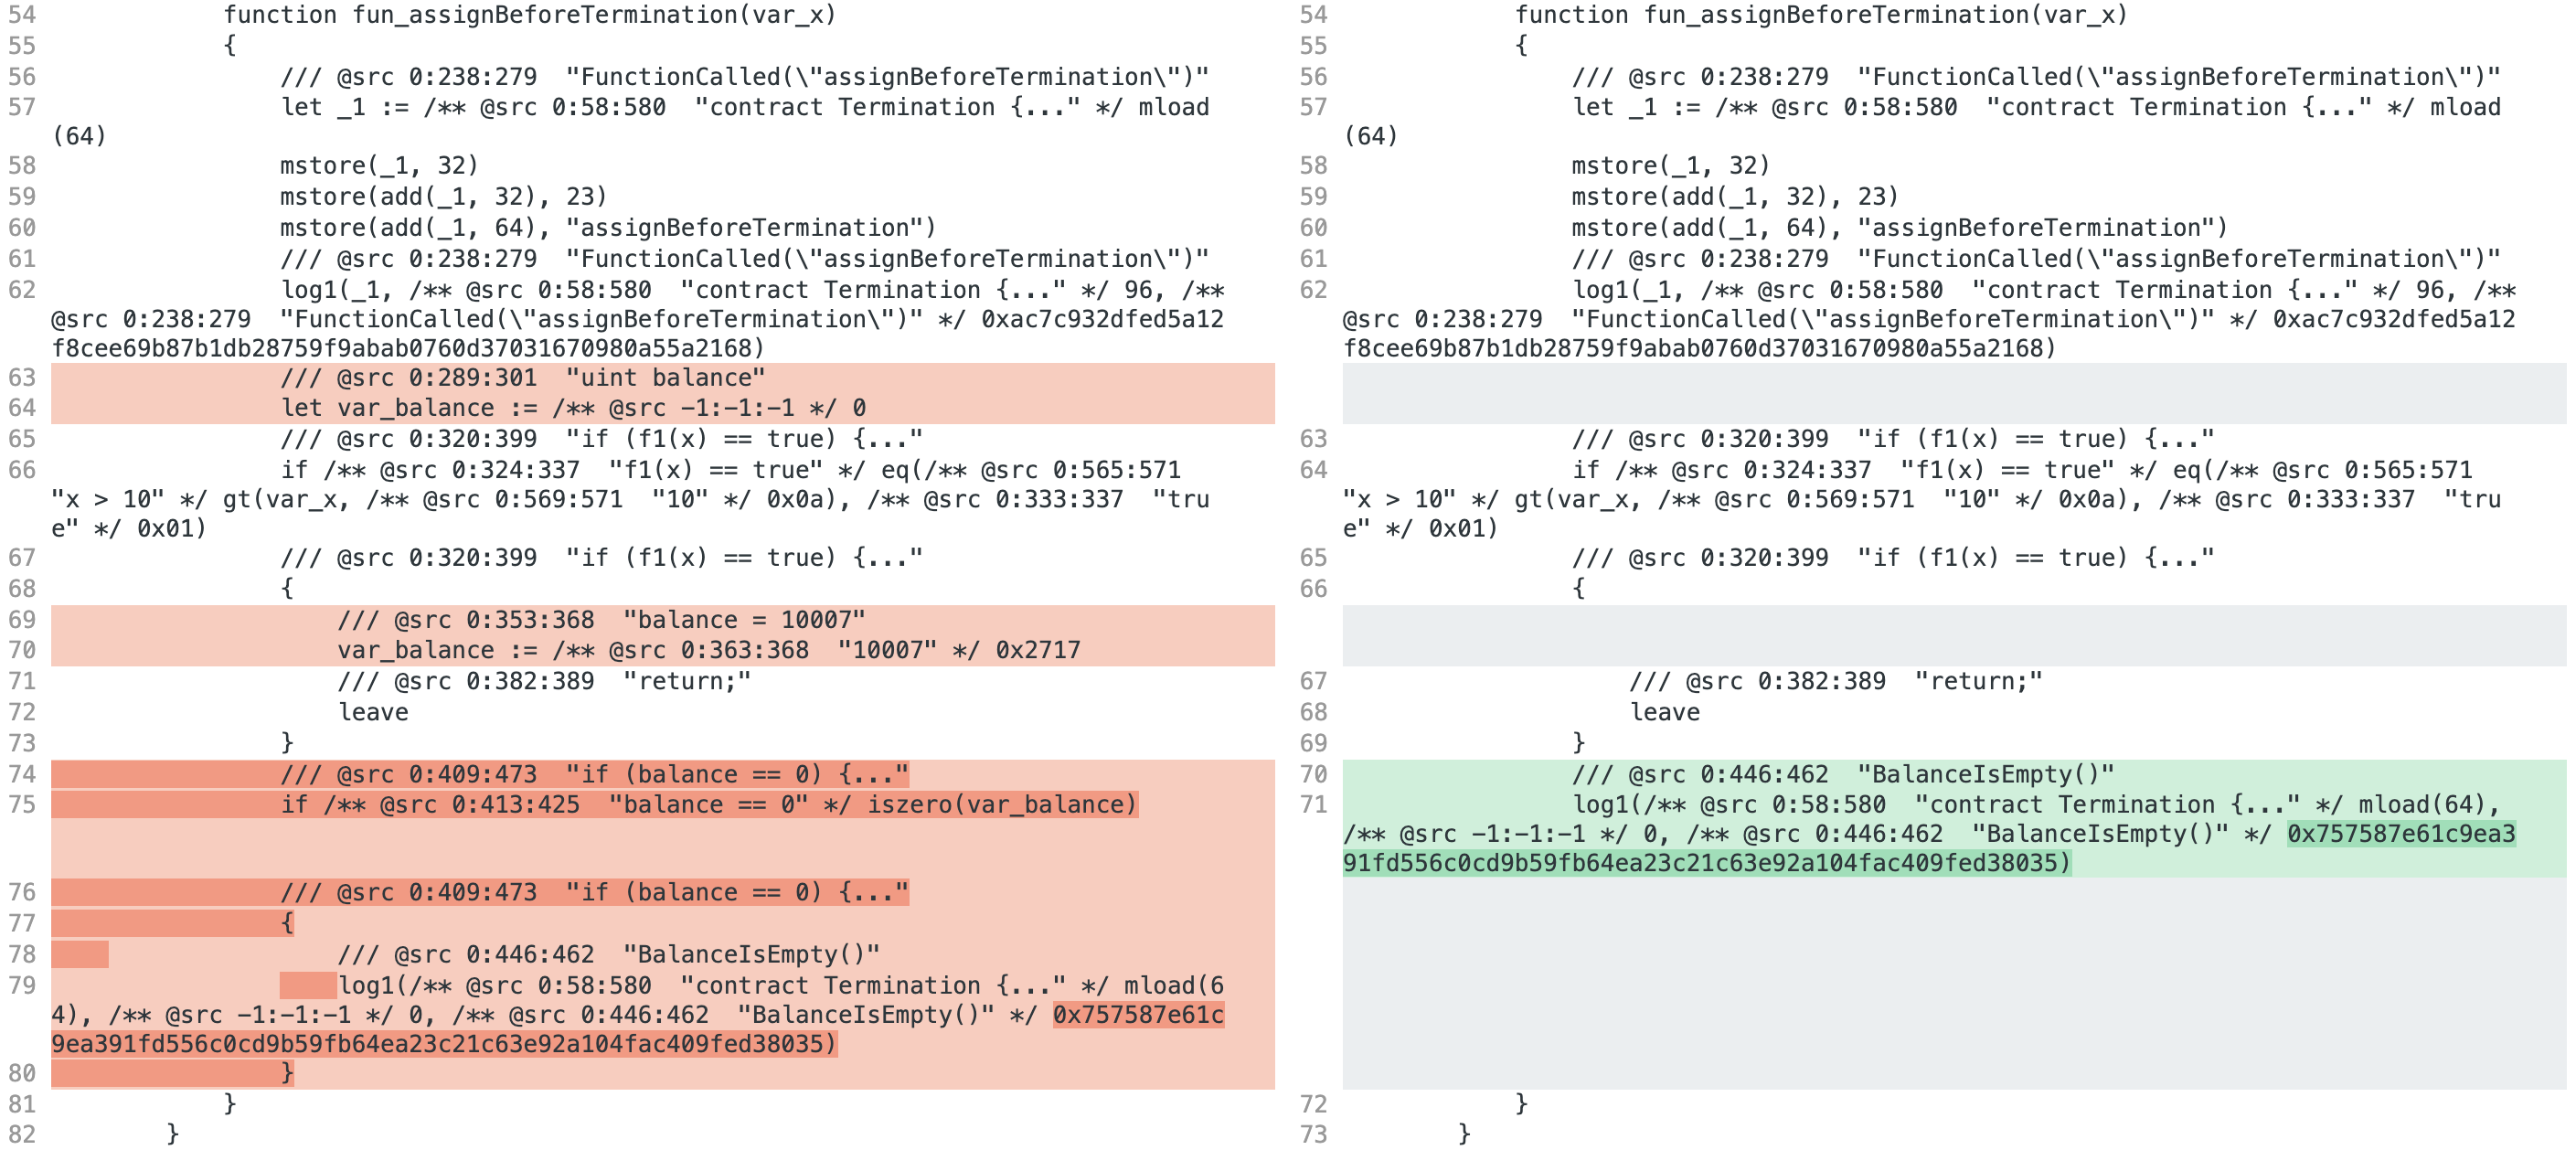 54 function fun_assignBeforeTermination(var_x)
55 {
56 /// @src 0:238:279  "FunctionCalled(\"assignBeforeTermination\")"
57 let _1 := /** @src 0:58:580  "contract Termination {..." */ mload
(64)
58 mstore(_1, 32)
59 mstore(add(_1, 32), 23)
60 mstore(add(_1, 64), "assignBeforeTermination")
61 /// @src 0:238:279  "FunctionCalled(\"assignBeforeTermination\")"
62 log1(_1, /** @src 0:58:580  "contract Termination {..." */ 96, /**
@src 0:238:279  "FunctionCalled(\"assignBeforeTermination\")" */ 0xac7c932dfed5a12
f8cee69b87b1db28759f9abab0760d37031670980a55a2168)
63 /// @src 0:289:301  "uint balance"
64 let var_balance := /** @src -1:-1:-1 */ 0
65 /// @src 0:320:399  "if (f1(x) == true) {..."
66 if /** @src 0:324:337  "f1(x) == true" */ eq(/** @src 0:565:571
"x > 10" */ gt(var_x, /** @src 0:569:571  "10" */ 0x0a), /** @src 0:333:337  "tru
e" */ 0x01)
67 /// @src 0:320:399  "if (f1(x) == true) {..."
68 {
69 /// @src 0:353:368  "balance = 10007"
70 var_balance := /** @src 0:363:368  "10007" */ 0x2717
71 /// @src 0:382:389  "return;"
72 leave
73 }
74 /// @src 0:409:473  "if (balance == 0) {..."
75 if /** @src 0:413:425  "balance == 0" */ iszero(var_balance)
76 /// @src 0:409:473  "if (balance == 0) {..."
77 {
78 /// @src 0:446:462  "BalanceIsEmpty()"
79 log1(/** @src 0:58:580  "contract Termination {..." */ mload(6
4), /** @src -1:-1:-1 */ 0, /** @src 0:446:462  "BalanceIsEmpty()" */ 0x757587e61c
9ea391fd556c0cd9b59fb64ea23c21c63e92a104fac409fed38035)
80 }
81 }
82 }
54 function fun_assignBeforeTermination(var_x)
55 {
56 /// @src 0:238:279  "FunctionCalled(\"assignBeforeTermination\")"
57 let _1 := /** @src 0:58:580  "contract Termination {..." */ mload
(64)
58 mstore(_1, 32)
59 mstore(add(_1, 32), 23)
60 mstore(add(_1, 64), "assignBeforeTermination")
61 /// @src 0:238:279  "FunctionCalled(\"assignBeforeTermination\")"
62 log1(_1, /** @src 0:58:580  "contract Termination {..." */ 96, /**
@src 0:238:279  "FunctionCalled(\"assignBeforeTermination\")" */ 0xac7c932dfed5a12
f8cee69b87b1db28759f9abab0760d37031670980a55a2168)
63 /// @src 0:320:399  "if (f1(x) == true) {..."
64 if /** @src 0:324:337  "f1(x) == true" */ eq(/** @src 0:565:571
"x > 10" */ gt(var_x, /** @src 0:569:571  "10" */ 0x0a), /** @src 0:333:337  "tru
e" */ 0x01)
65 /// @src 0:320:399  "if (f1(x) == true) {..."
66 {
67 /// @src 0:382:389  "return;"
68 leave
69 }
70 /// @src 0:446:462  "BalanceIsEmpty()"
71 log1(/** @src 0:58:580  "contract Termination {..." */ mload(64),
/** @src -1:-1:-1 */ 0, /** @src 0:446:462  "BalanceIsEmpty()" */ 0x757587e61c9ea3
91fd556c0cd9b59fb64ea23c21c63e92a104fac409fed38035)
72 }
73 }